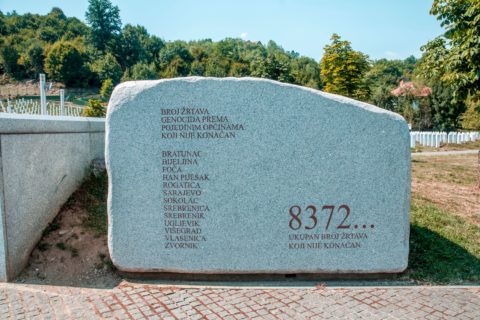 BROJ ŽRTAVA
GENOCIDA PREMA
POJEDINIM OPĆINAMA
KOJI NIJE KONAČAN
BRATUNAC
BIJELJINA
FOČA
HAN PIJESAK
ROGATICA
SARAJEVO
SOKOLAC
SREBRENICA
SREBRENIK
UGLJEVIK
VIŠEGRAD
VLASENICA
ZVORNIK
8372...
UKUPAN BROJ ŽRTAVA
KOJI NIJE KONAČAN